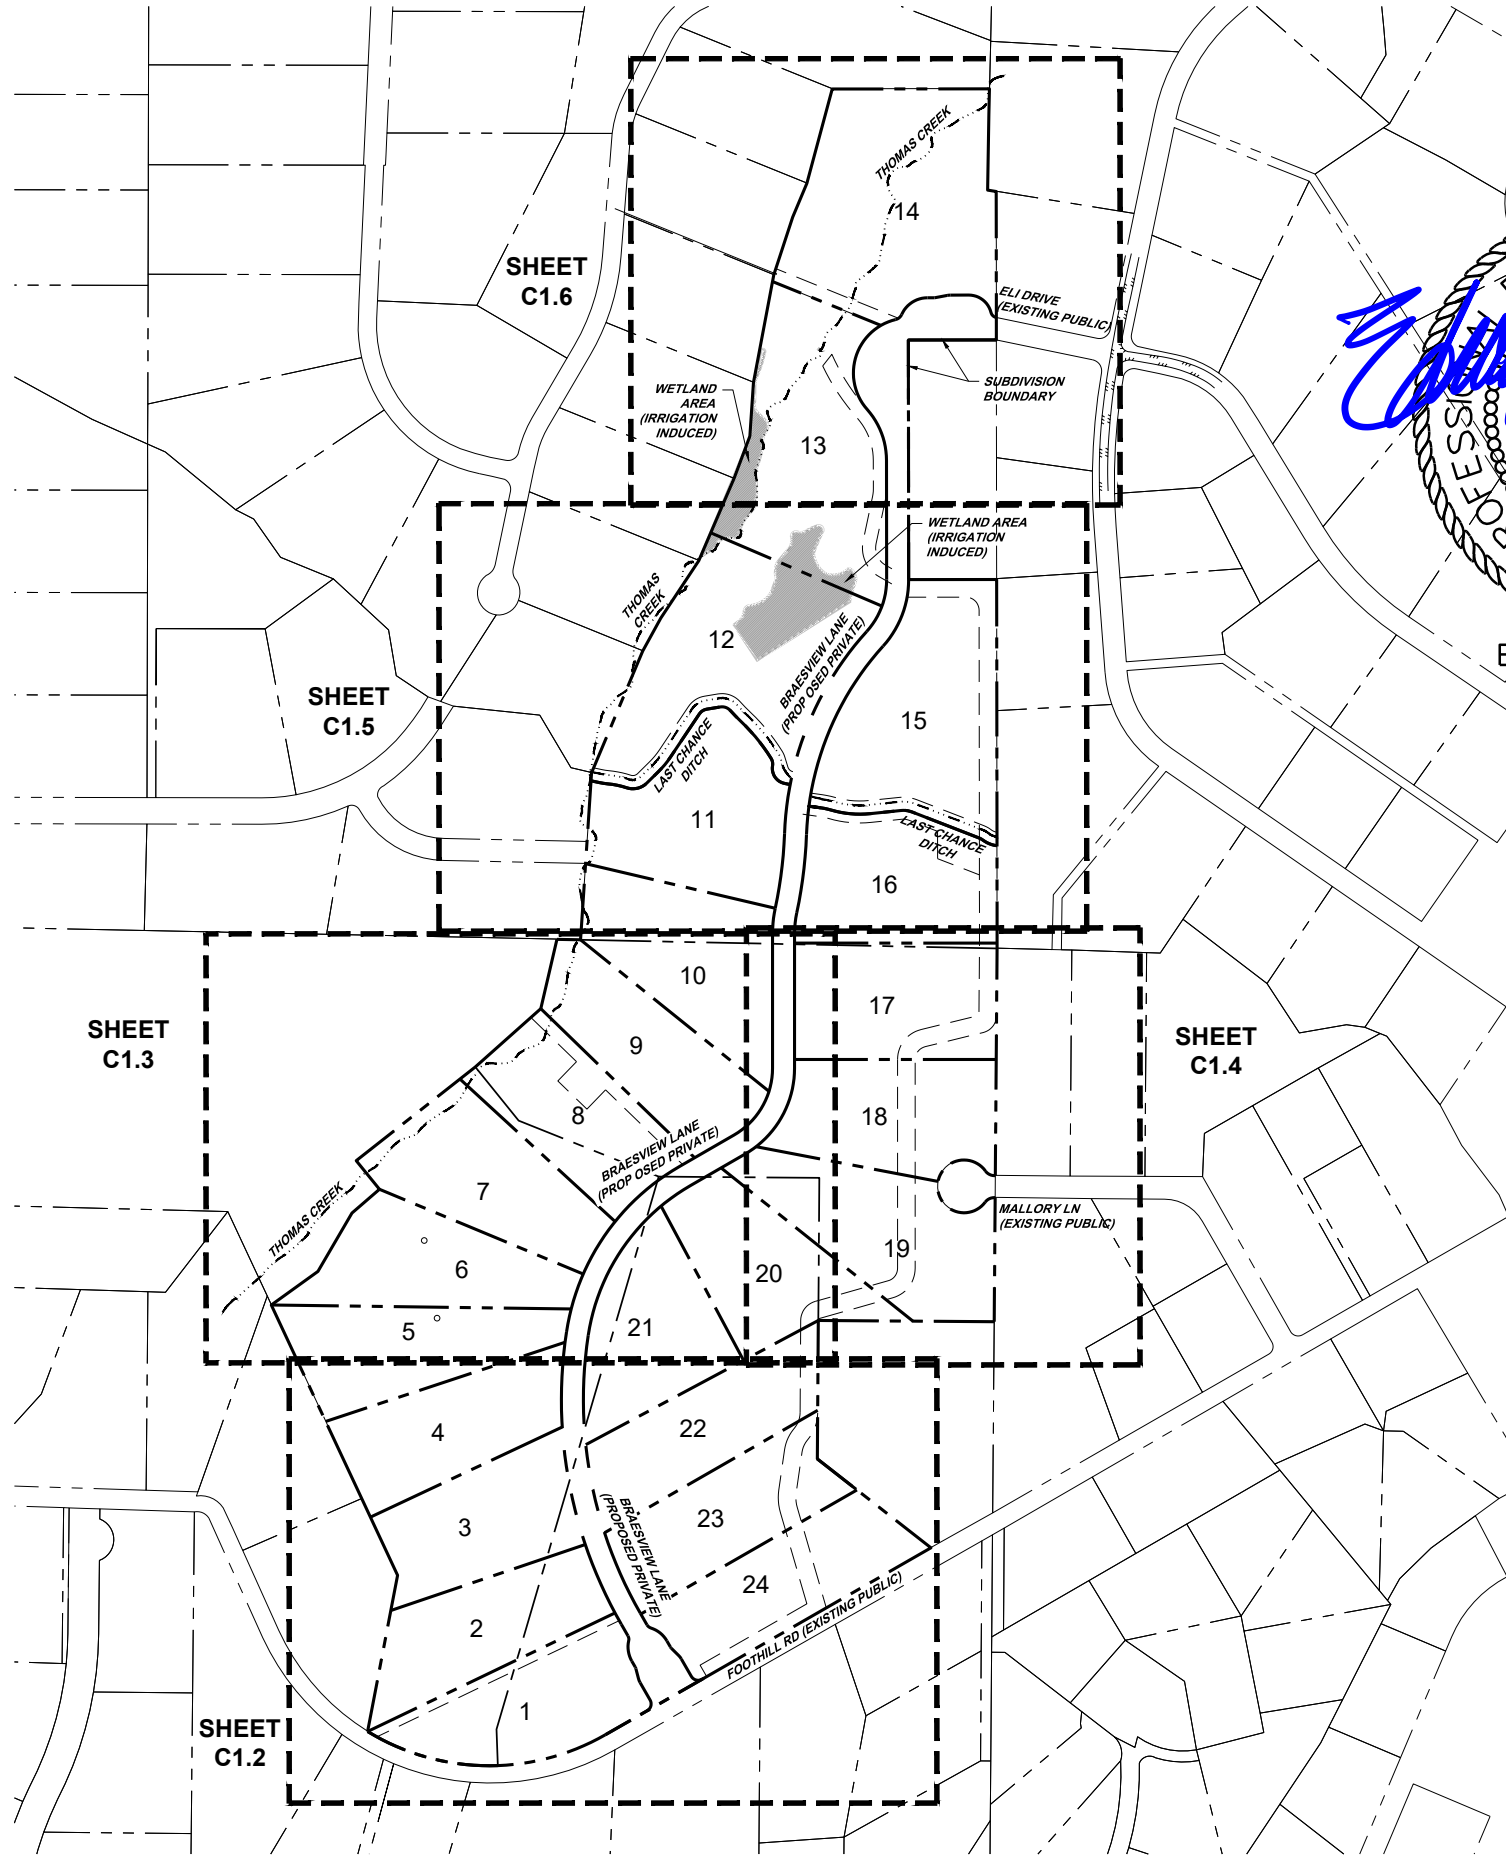 THOMAS CREEK
14
SHEET
C1.6
ELI DRIVE
(EXISTING PUBLIC)
SUBDIVISION
BOUNDARY
WETLAND
AREA
(IRRIGATION
INDUCED)
13
WETLAND AREA
(IRRIGATION
INDUCED)
THOMAS
CREEK
12
BRAESVIEW LANE
(PROP OSED PRIVATE)
SHEET
C1.5
15
LAST CHANCE
DITCH
11
LAST CHANCE
DITCH
16
10
17
SHEET
C1.3
9
SHEET
C1.4
8
18
BRAESVIEW LANE
(PROP OSED PRIVATE)
7
THOMAS CREEK
MALLORY LN
(EXISTING PUBLIC)
19
6
20
5
21
4
22
3
23
BRAESVIEW LANE
(PROPOSED PRIVATE)
24
2
FOOTHILL RD (EXISTING PUBLIC)
1
SHEET
C1.2